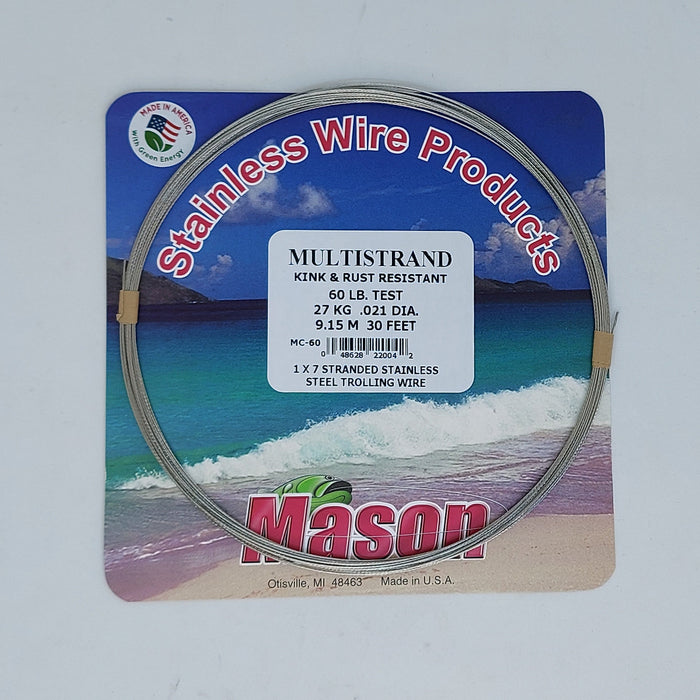 MADE IN AMERICA
With Green Energy
Stainless Wire Products
MULTISTRAND
KINK & RUST RESISTANT
60 LB. TEST
27 KG .021 DIA.
9.15 M 30 FEET
MC-60
0 48628 22004 2
1 X 7 STRANDED STAINLESS
STEEL TROLLING WIRE
Mason
Otisville, MI 48463 Made in U.S.A.